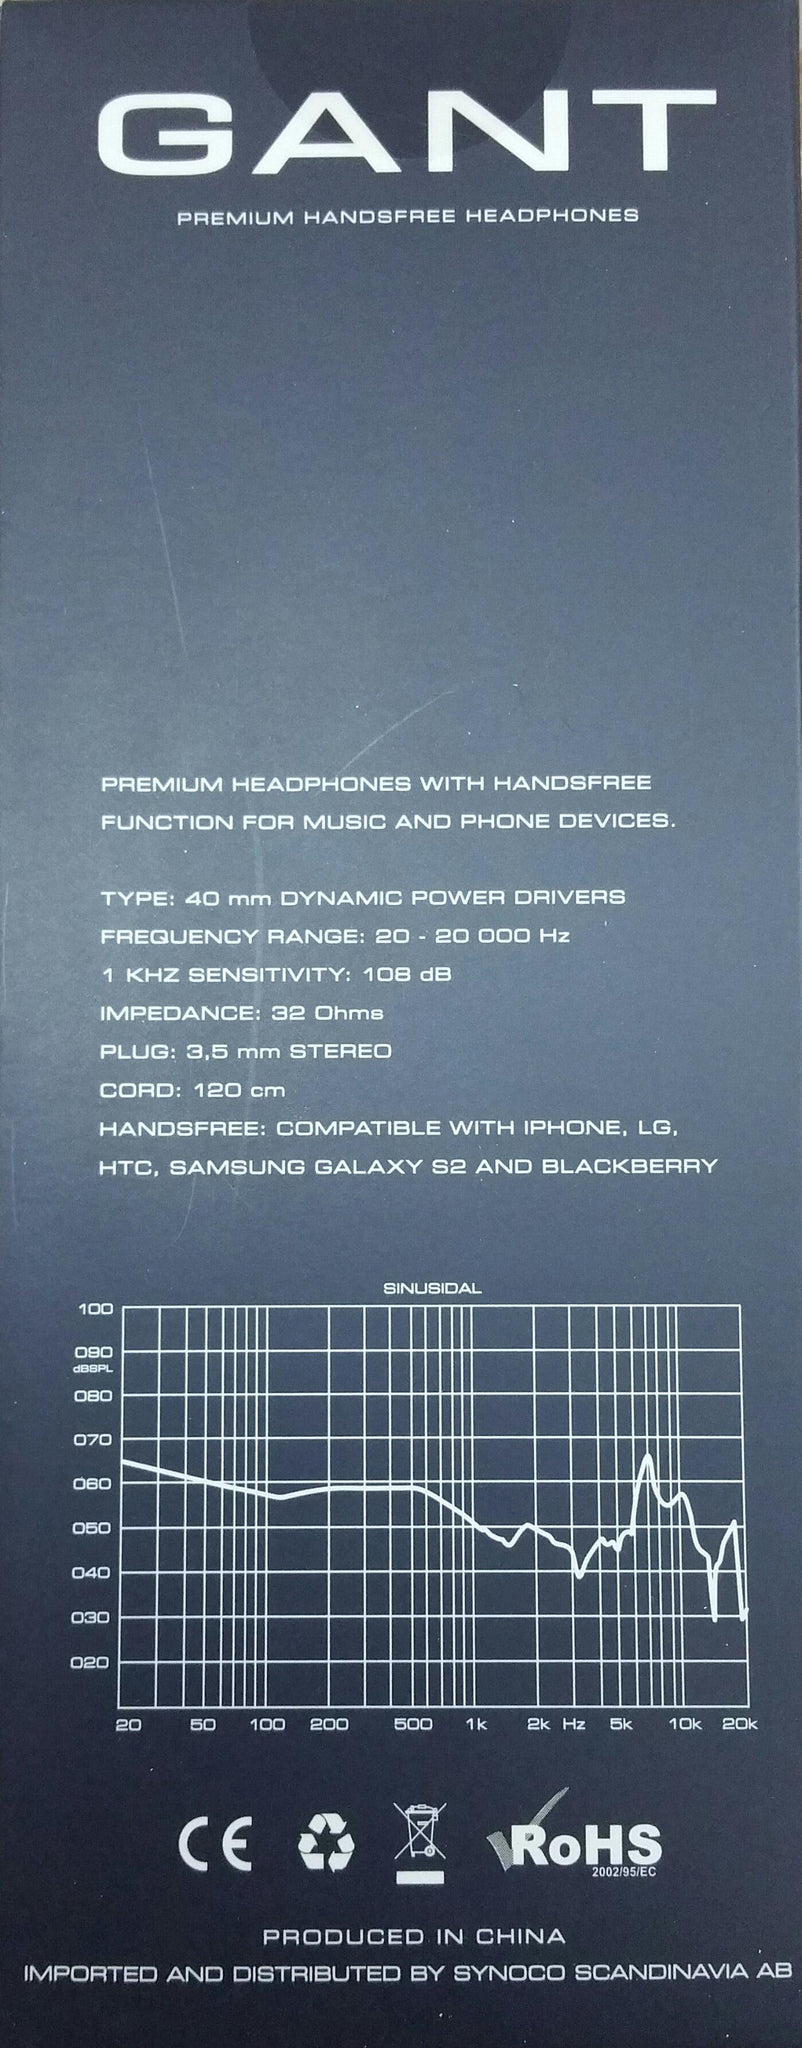 GANT
PREMIUM HANDSFREE HEADPHONES
PREMIUM HEADPHONES WITH HANDSFREE
FUNCTION FOR MUSIC AND PHONE DEVICES.
TYPE: 40 mm DYNAMIC POWER DRIVERS
FREQUENCY RANGE: 20 - 20 000 Hz
1 KHZ SENSITIVITY: 108 dB
IMPEDANCE: 32 Ohms
PLUG: 3,5 mm STEREO
CORD: 120 cm
HANDSFREE: COMPATIBLE WITH IPHONE, LG,
HTC, SAMSUNG GALAXY S2 AND BLACKBERRY
SINUSIDAL
100
090
dBSPL
080
070
060
050
040
030
020
20 50 100 200 500 1k 2k Hz 5k 10k 20k
CE
RoHS
2002/95/EC
PRODUCED IN CHINA
IMPORTED AND DISTRIBUTED BY SYNOCO SCANDINAVIA AB